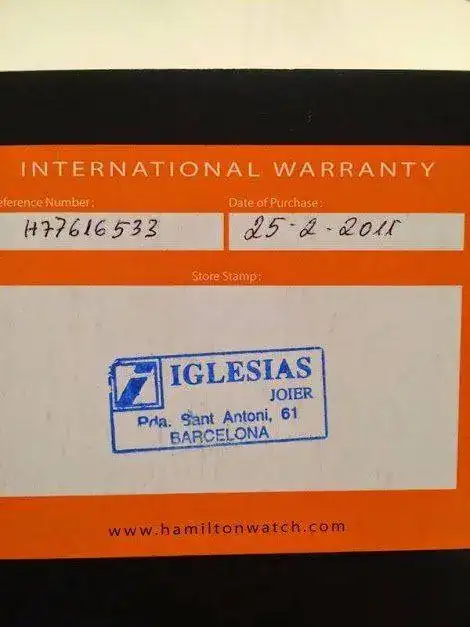 INTERNATIONAL WARRANTY
eference Number:
Date of Purchase:
H77616533
25-2-2011
Store Stamp:
i IGLESIAS
JOIER
Pda. Sant Antoni, 61
BARCELONA
www.hamiltonwatch.com